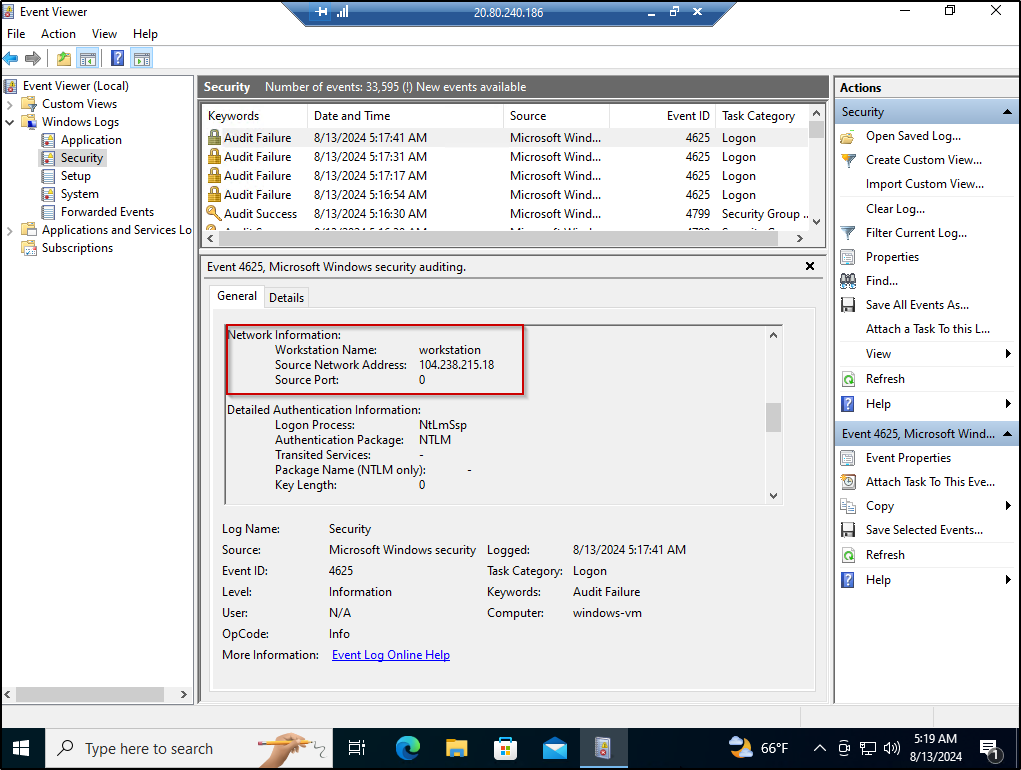 Event Viewer
20.80.240.186
File Action View Help
Event Viewer (Local)
Custom Views
Windows Logs
Application
Security
Setup
System
Forwarded Events
Applications and Services Lo
Subscriptions
Security Number of events: 33,595 (!) New events available
Keywords Date and Time Source Event ID Task Category
Audit Failure 8/13/2024 5:17:41 AM Microsoft Wind... 4625 Logon
Audit Failure 8/13/2024 5:17:31 AM Microsoft Wind... 4625 Logon
Audit Failure 8/13/2024 5:17:17 AM Microsoft Wind... 4625 Logon
Audit Failure 8/13/2024 5:16:54 AM Microsoft Wind... 4625 Logon
Audit Success 8/13/2024 5:16:30 AM Microsoft Wind... 4799 Security Group ..
Event 4625, Microsoft Windows security auditing.
General Details
Network Information:
Workstation Name: workstation
Source Network Address: 104.238.215.18
Source Port: 0
Detailed Authentication Information:
Logon Process: NtLmSsp
Authentication Package: NTLM
Transited Services: -
Package Name (NTLM only): -
Key Length: 0
Log Name: Security
Source: Microsoft Windows security Logged: 8/13/2024 5:17:41 AM
Event ID: 4625 Task Category: Logon
Level: Information Keywords: Audit Failure
User: N/A Computer: windows-vm
OpCode: Info
More Information: Event Log Online Help
Actions
Security
Open Saved Log...
Create Custom View...
Import Custom View...
Clear Log...
Filter Current Log...
Properties
Find...
Save All Events As...
Attach a Task To this L...
View
Refresh
Help
Event 4625, Microsoft Wind...
Event Properties
Attach Task To This Eve...
Copy
Save Selected Events...
Refresh
Help
Type here to search
66°F
5:19 AM
8/13/2024
1